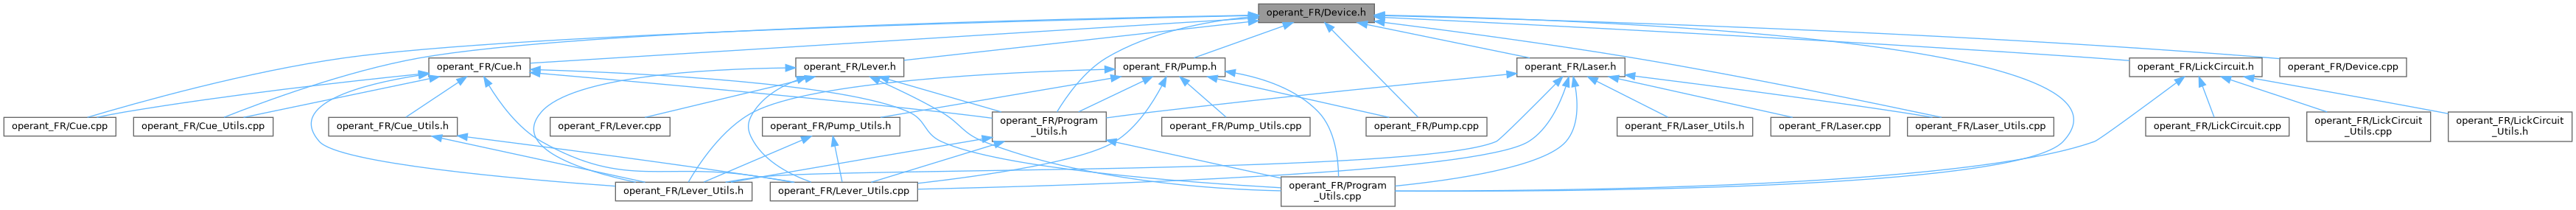 operant_FR/Device.h
operant_FR/Cue.h
operant_FR/Lever.h
operant_FR/Pump.h
operant_FR/Laser.h
operant_FR/LickCircuit.h
operant_FR/Device.cpp
operant_FR/Cue.cpp
operant_FR/Cue_Utils.cpp
operant_FR/Cue_Utils.h
operant_FR/Lever.cpp
operant_FR/Pump_Utils.h
operant_FR/Program
_Utils.h
operant_FR/Pump_Utils.cpp
operant_FR/Pump.cpp
operant_FR/Laser_Utils.h
operant_FR/Laser.cpp
operant_FR/Laser_Utils.cpp
operant_FR/LickCircuit.cpp
operant_FR/LickCircuit
_Utils.cpp
operant_FR/LickCircuit
_Utils.h
operant_FR/Lever_Utils.h
operant_FR/Lever_Utils.cpp
operant_FR/Program
_Utils.cpp